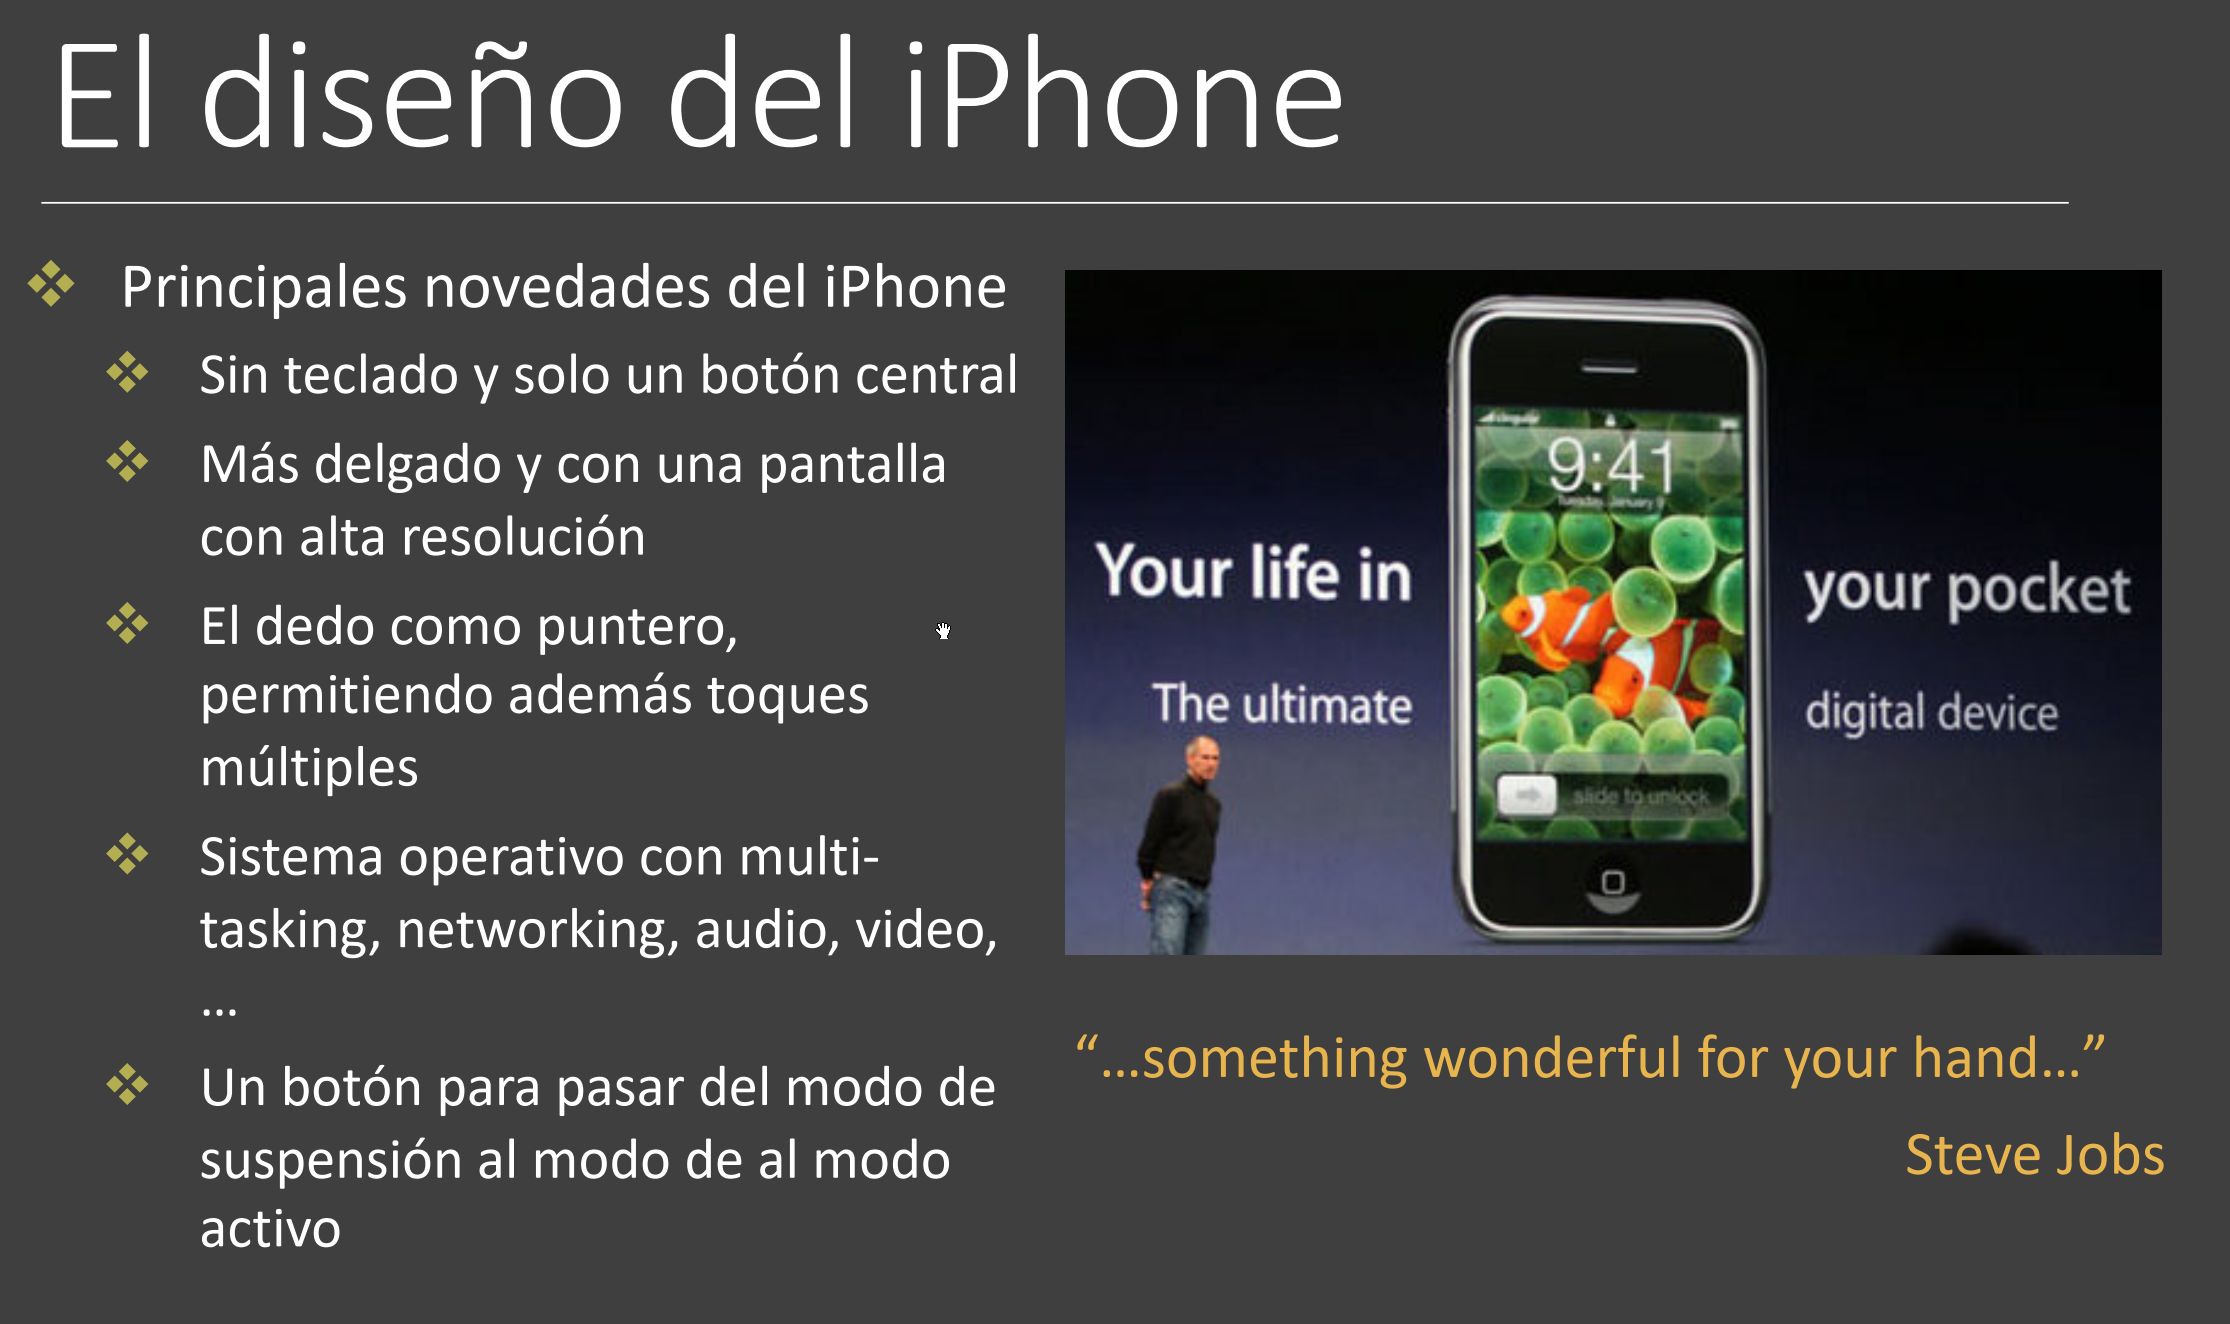 El diseño del iPhone
Principales novedades del iPhone
Sin teclado y solo un botón central
Más delgado y con una pantalla
con alta resolución
El dedo como puntero,
permitiendo además toques
múltiples
Sistema operativo con multi-
tasking, networking, audio, video,
...
Un botón para pasar del modo de
suspensión al modo de al modo
activo
9:41
Tuesday, January 9
Your life in your pocket
The ultimate digital device
slide to unlock
“...something wonderful for your hand...”
Steve Jobs